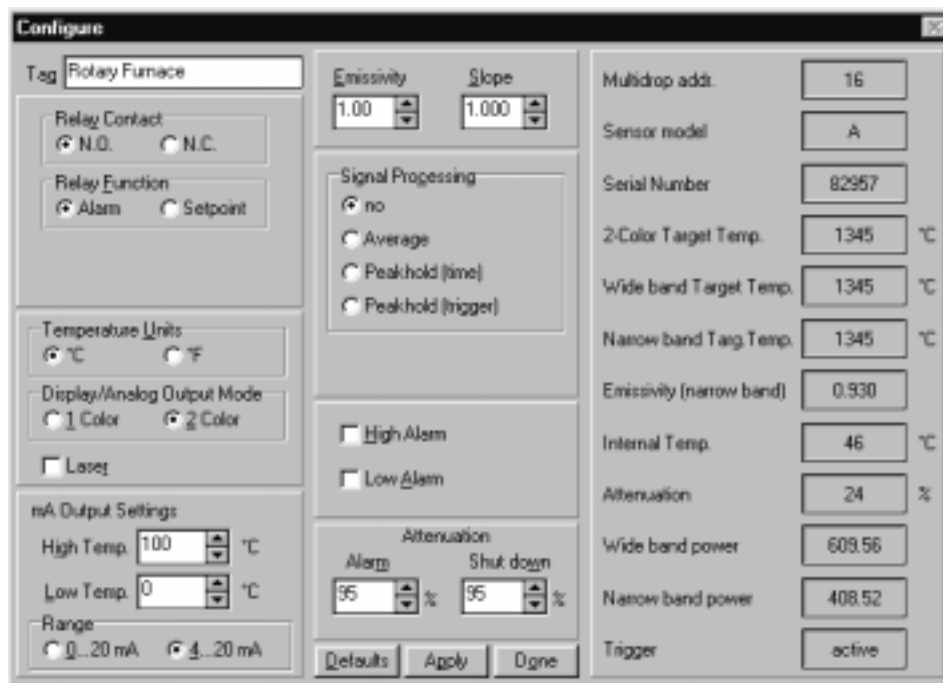 Configure
Tag Rotary Furnace
Relay Contact
N.O. N.C.
Relay Function
Alarm Setpoint
Temperature Units
°C °F
Display/Analog Output Mode
1 Color 2 Color
Laser
mA Output Settings
High Temp. 100 °C
Low Temp. 0 °C
Range
0...20 mA 4...20 mA
Emissivity Slope
1.00 1.000
Signal Processing
no
Average
Peakhold (time)
Peakhold (trigger)
High Alarm
Low Alarm
Attenuation
Alarm Shut down
95 % 95 %
Defaults Apply Done
Multidrop addr. 16
Sensor model A
Serial Number 82957
2-Color Target Temp. 1345 °C
Wide band Target Temp. 1345 °C
Narrow band Targ.Temp. 1345 °C
Emissivity (narrow band) 0.930
Internal Temp. 46 °C
Attenuation 24 %
Wide band power 609.56
Narrow band power 408.52
Trigger active